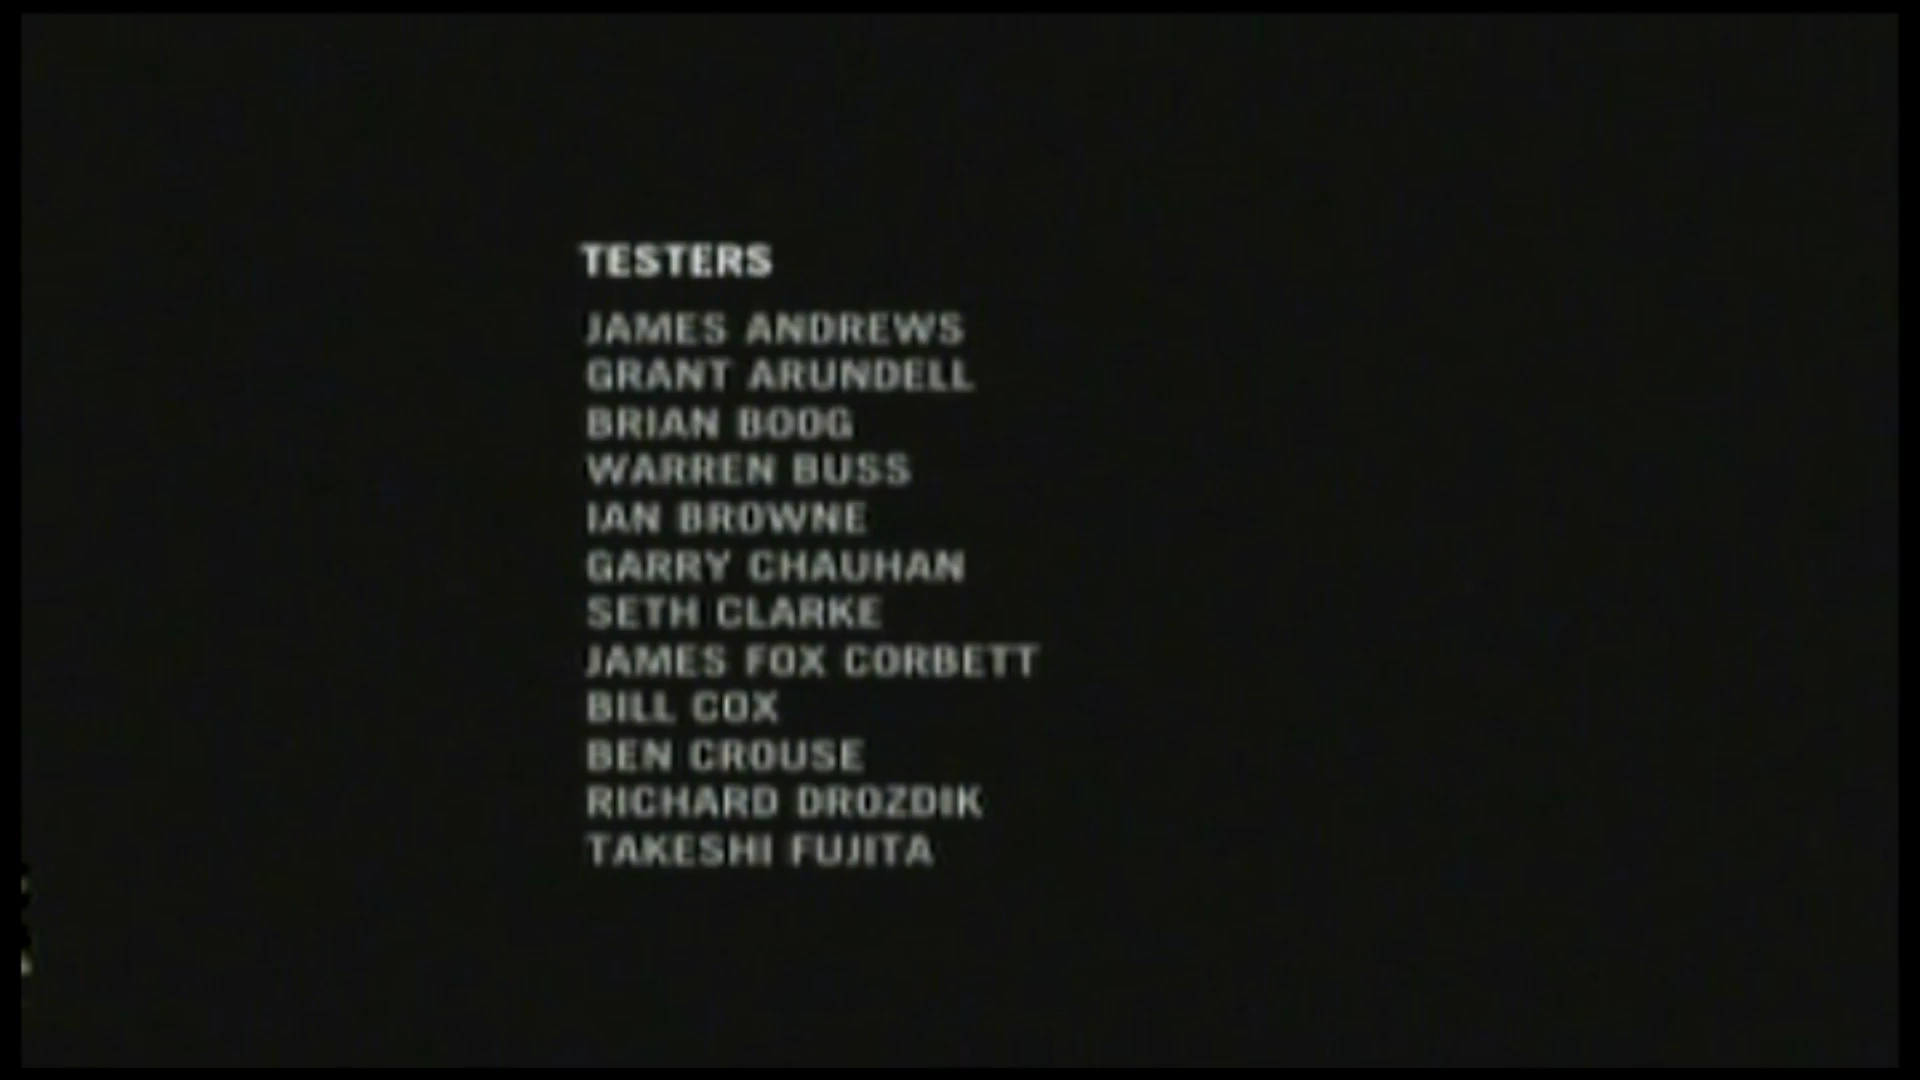 TESTERS
JAMES ANDREWS
GRANT ARUNDELL
BRIAN BOOG
WARREN BUSS
IAN BROWNE
GARRY CHAUHAN
SETH CLARKE
JAMES FOX CORBETT
BILL COX
BEN CROUSE
RICHARD DROZDIK
TAKESHI FUJITA